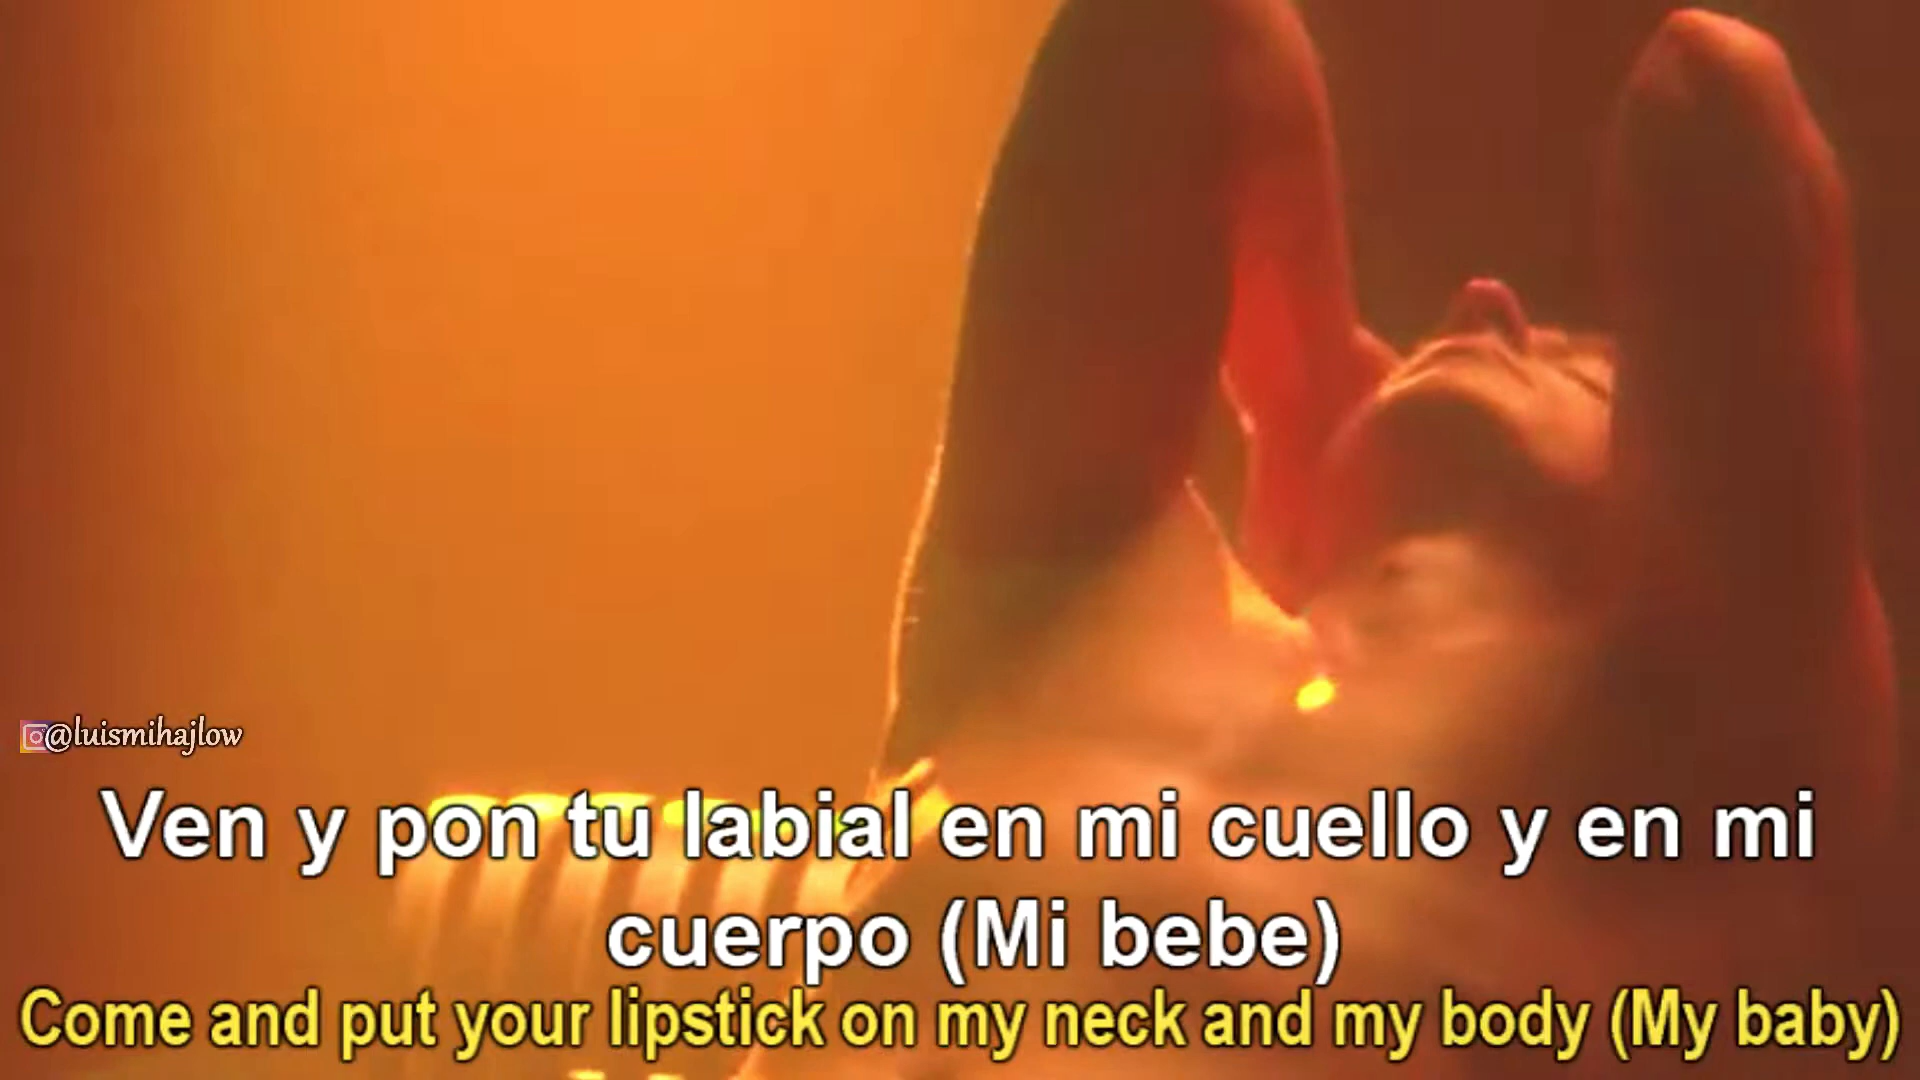 @luismihajlow
Ven y pon tu labial en mi cuello y en mi
cuerpo (Mi bebe)
Come and put your lipstick on my neck and my body (My baby)